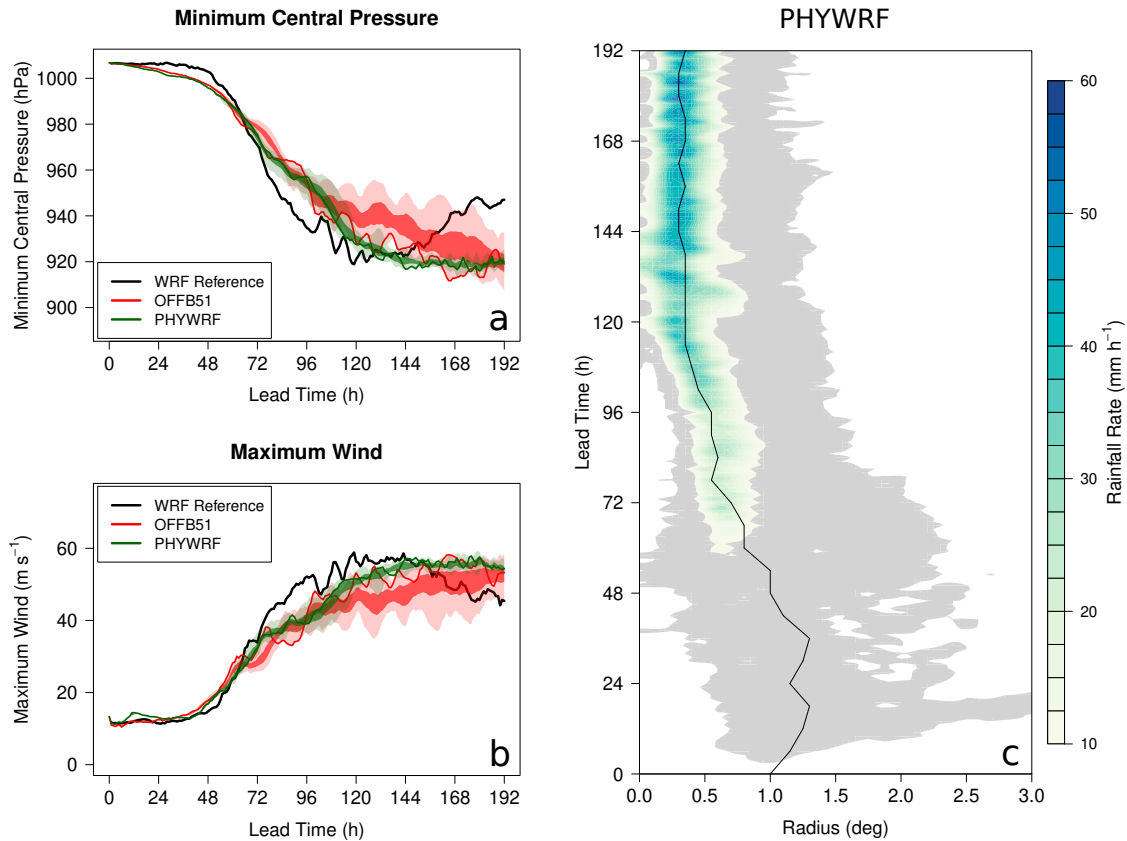 Minimum Central Pressure
Minimum Central Pressure (hPa)
1000
980
960
940
920
900
WRF Reference
OFFB51
PHYWRF
a
0 24 48 72 96 120 144 168 192
Lead Time (h)
Maximum Wind
Maximum Wind (m s−1)
60
40
20
0
WRF Reference
OFFB51
PHYWRF
b
0 24 48 72 96 120 144 168 192
Lead Time (h)
PHYWRF
Lead Time (h)
192
168
144
120
96
72
48
24
0
c
0.0 0.5 1.0 1.5 2.0 2.5 3.0
Radius (deg)
60
50
40
30
20
10
Rainfall Rate (mm h−1)